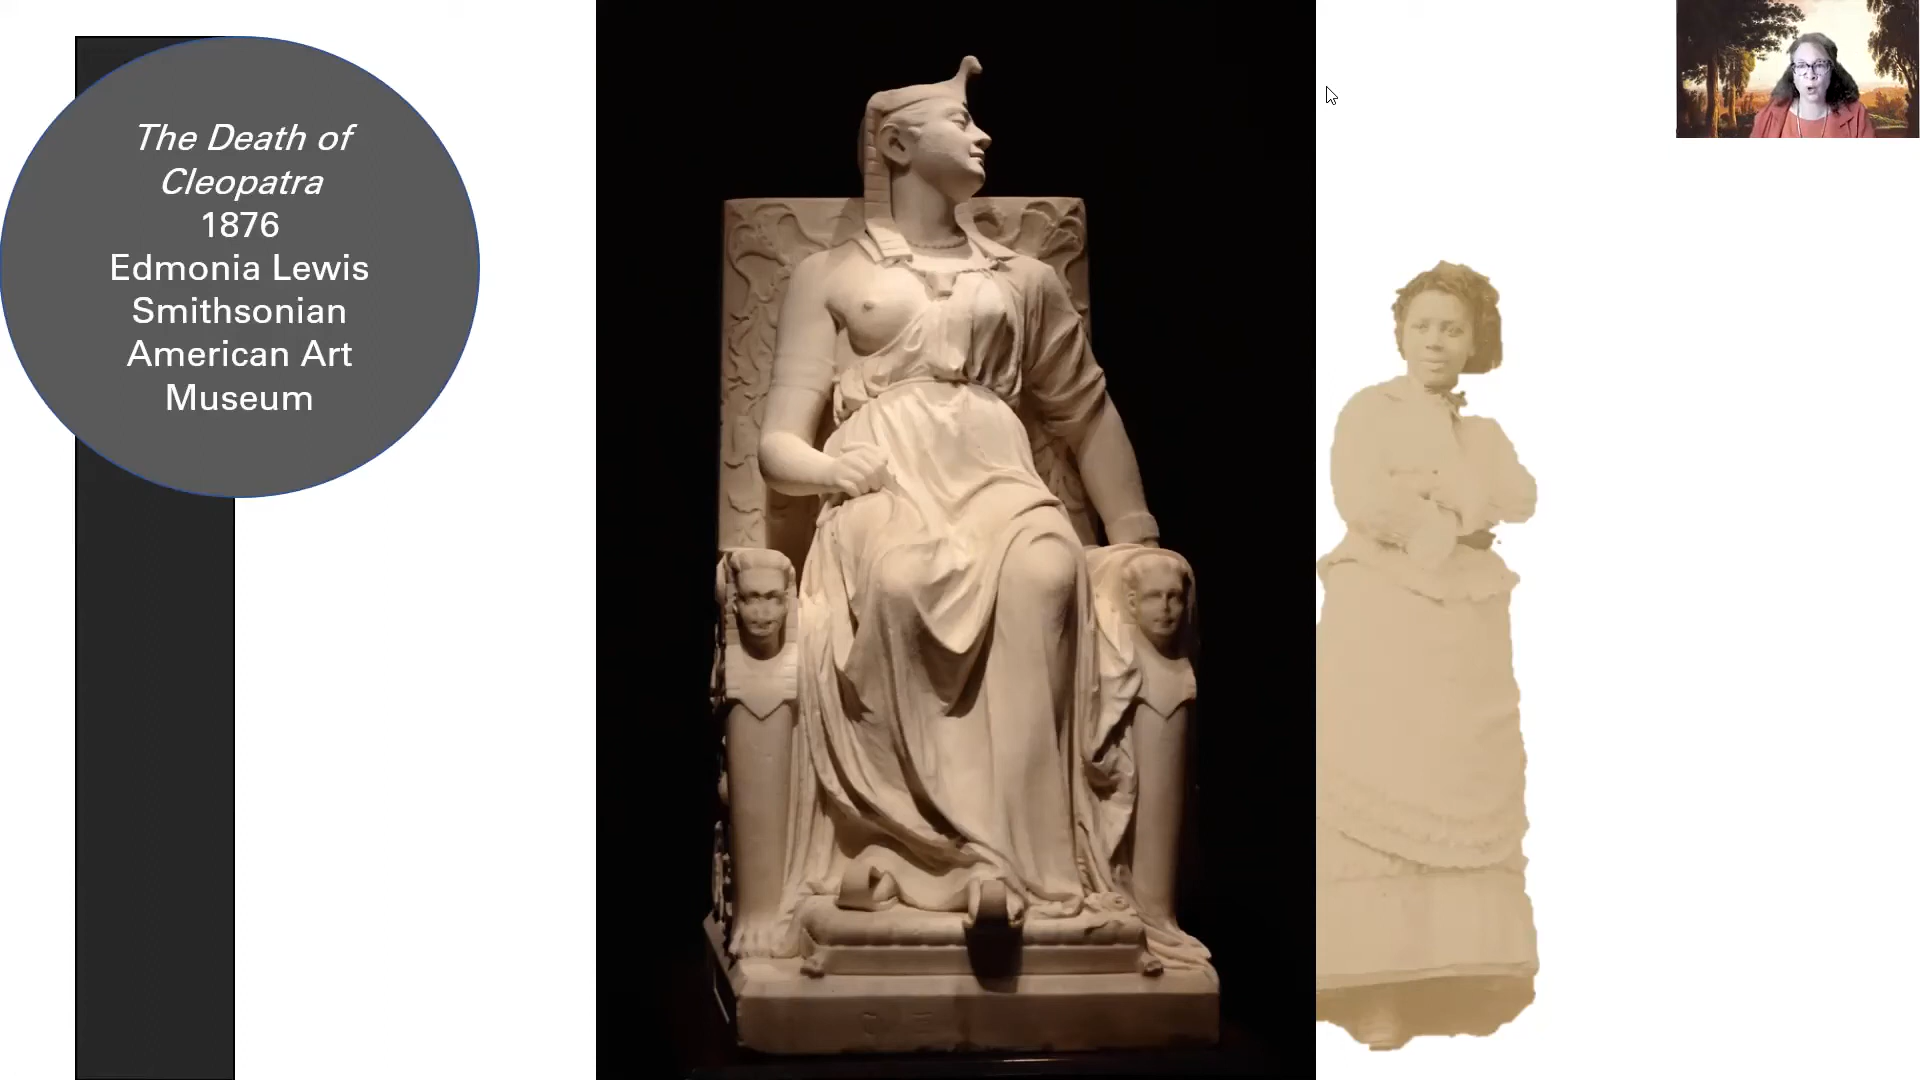 The Death of
Cleopatra
1876
Edmonia Lewis
Smithsonian
American Art
Museum